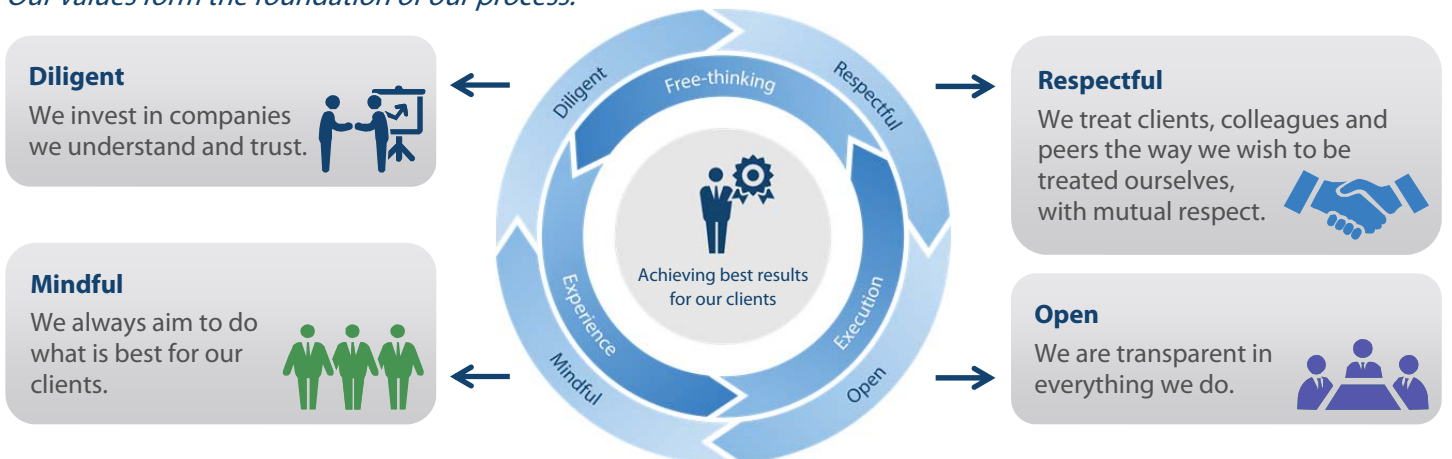 Our values form the foundation of our process.
Diligent
We invest in companies
we understand and trust.
Mindful
We always aim to do
what is best for our
clients.
Diligent
Respectful
Open
Mindful
Free-thinking
Execution
Experience
Achieving best results
for our clients
Respectful
We treat clients, colleagues and
peers the way we wish to be
treated ourselves,
with mutual respect.
Open
We are transparent in
everything we do.